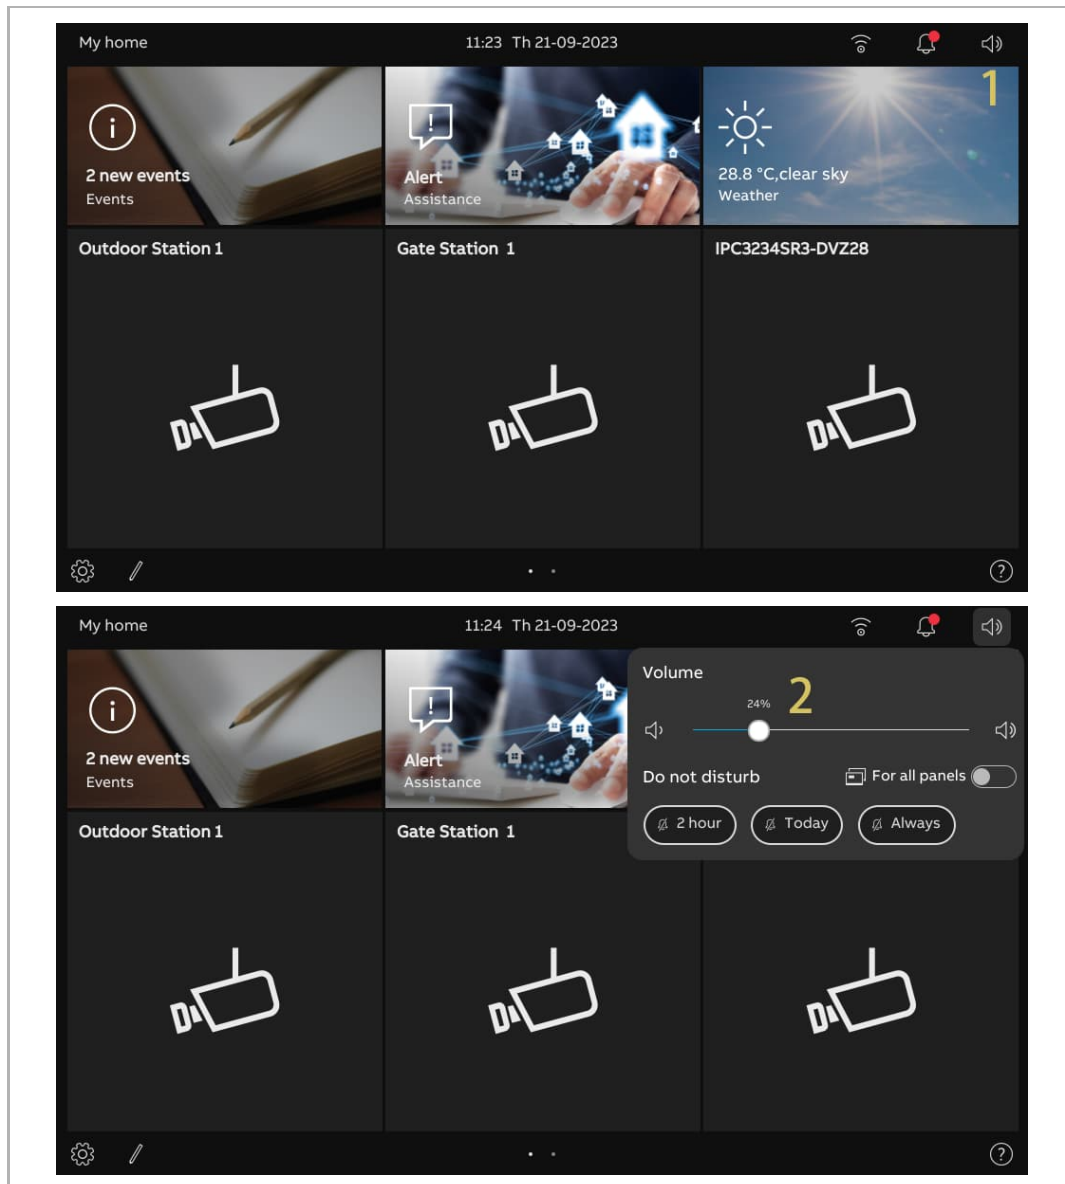 My home 11:23 Th 21-09-2023
1
2 new events
Events
Alert
Assistance
28.8 °C,clear sky
Weather
Outdoor Station 1
Gate Station 1
IPC3234SR3-DVZ28
My home 11:24 Th 21-09-2023
2 new events
Events
Alert
Assistance
Volume
24%
2
Do not disturb
For all panels
2 hour
Today
Always
Outdoor Station 1
Gate Station 1